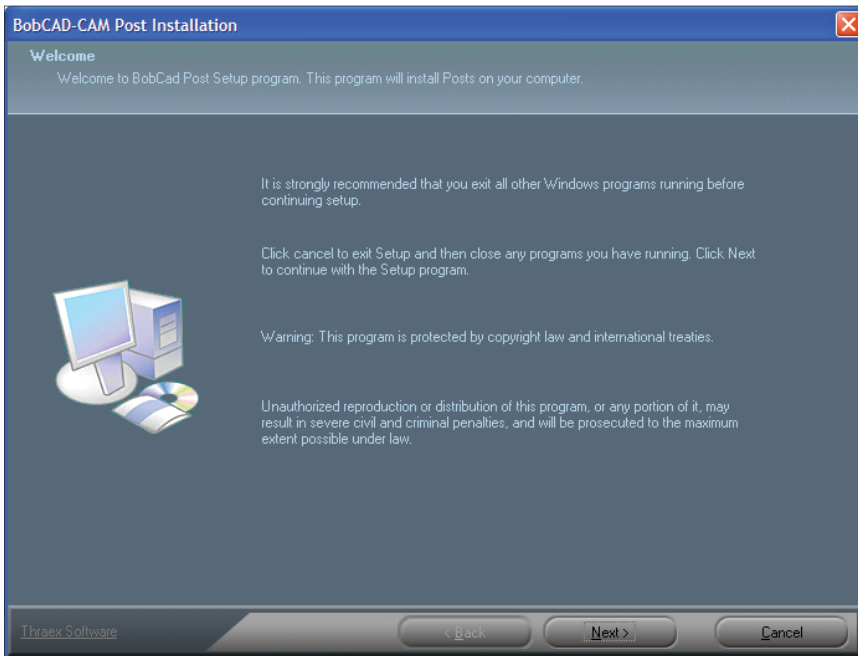 BobCAD-CAM Post Installation
Welcome
Welcome to BobCad Post Setup program. This program will install Posts on your computer.
It is strongly recommended that you exit all other Windows programs running before
continuing setup.
Click cancel to exit Setup and then close any programs you have running. Click Next
to continue with the Setup program.
Warning: This program is protected by copyright law and international treaties.
Unauthorized reproduction or distribution of this program, or any portion of it, may
result in severe civil and criminal penalties, and will be prosecuted to the maximum
extent possible under law.
Thraex Software
< Back
Next >
Cancel